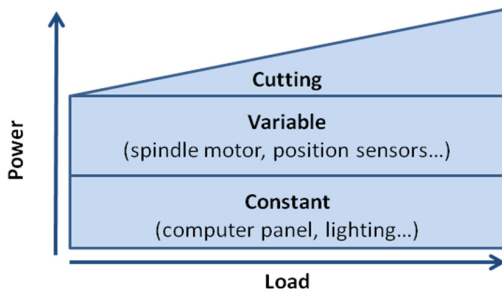 Power
Cutting
Variable
(spindle motor, position sensors...)
Constant
(computer panel, lighting...)
Load